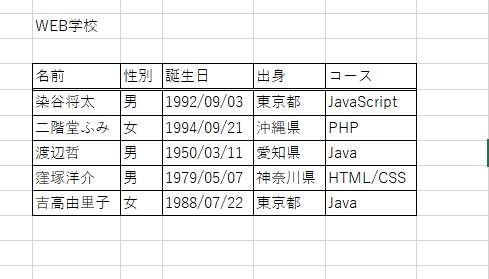 WEB学校
名前 性別 誕生日 出身 コース
染谷将太 男 1992/09/03 東京都 JavaScript
二階堂ふみ 女 1994/09/21 沖縄県 PHP
渡辺哲 男 1950/03/11 愛知県 Java
窪塚洋介 男 1979/05/07 神奈川県 HTML/CSS
吉高由里子 女 1988/07/22 東京都 Java